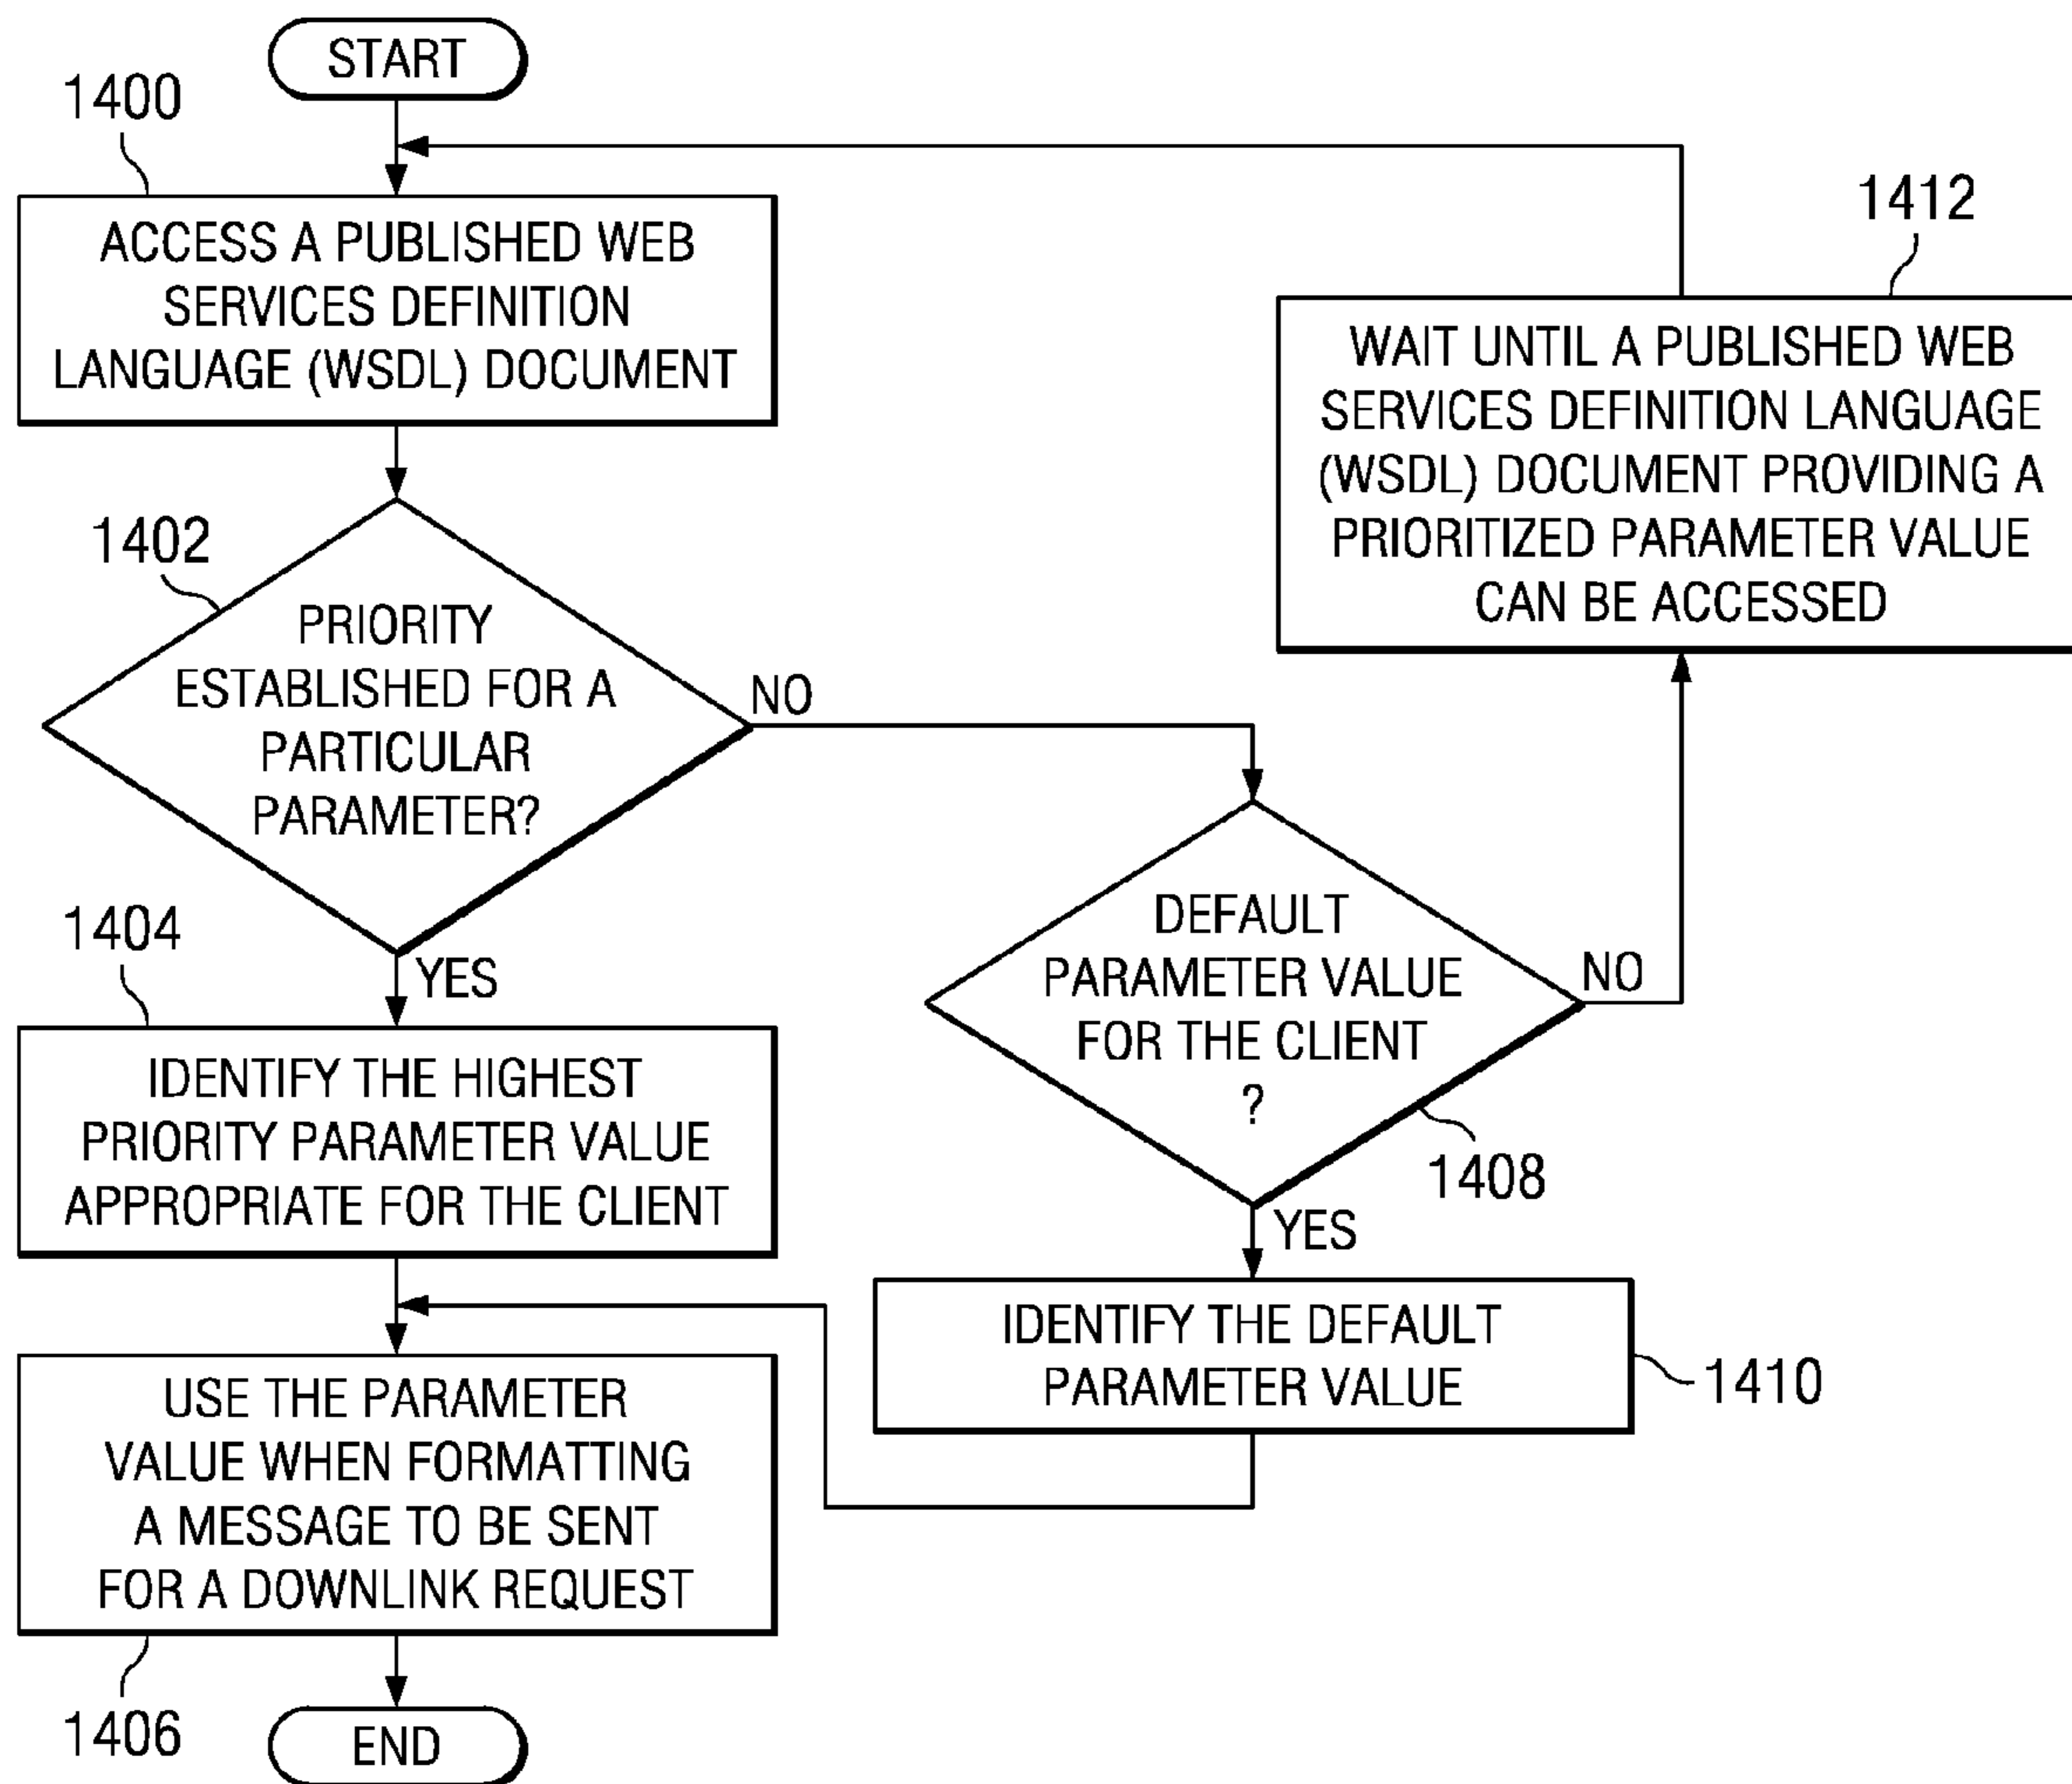 START
1400
ACCESS A PUBLISHED WEB
SERVICES DEFINITION
LANGUAGE (WSDL) DOCUMENT
1402
PRIORITY
ESTABLISHED FOR A
PARTICULAR
PARAMETER?
NO
YES
1404
IDENTIFY THE HIGHEST
PRIORITY PARAMETER VALUE
APPROPRIATE FOR THE CLIENT
USE THE PARAMETER
VALUE WHEN FORMATTING
A MESSAGE TO BE SENT
FOR A DOWNLINK REQUEST
1406
END
1412
WAIT UNTIL A PUBLISHED WEB
SERVICES DEFINITION LANGUAGE
(WSDL) DOCUMENT PROVIDING A
PRIORITIZED PARAMETER VALUE
CAN BE ACCESSED
DEFAULT
PARAMETER VALUE
FOR THE CLIENT
?
NO
1408
YES
IDENTIFY THE DEFAULT
PARAMETER VALUE
1410